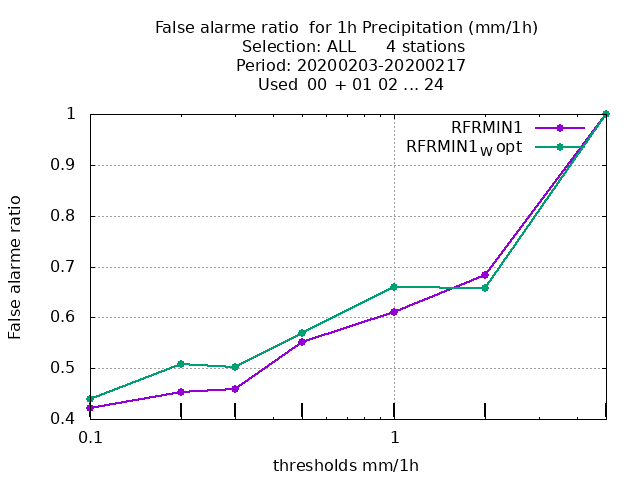 False alarme ratio  for 1h Precipitation (mm/1h)
Selection: ALL      4 stations
Period: 20200203-20200217
Used  00 + 01 02 ... 24
1
0.9
0.8
0.7
0.6
0.5
0.4
False alarme ratio
RFRMIN1
RFRMIN1W opt
0.1
1
thresholds mm/1h